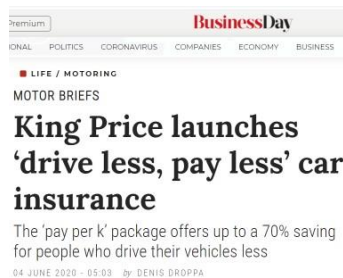 Premium
BusinessDay
POLITICS CORONAVIRUS COMPANIES ECONOMY BUSINESS
LIFE / MOTORING
MOTOR BRIEFS
King Price launches
‘drive less, pay less’ car
insurance
The ‘pay per k’ package offers up to a 70% saving
for people who drive their vehicles less
04 JUNE 2020 - 05:03 by DENIS DROPPA